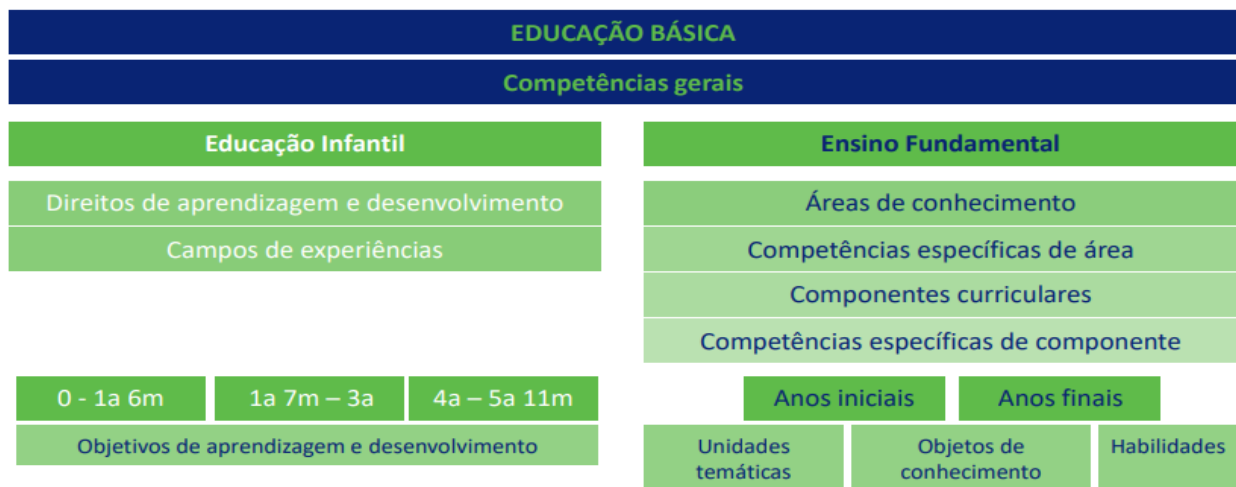 EDUCAÇÃO BÁSICA
Competências gerais
Educação Infantil
Direitos de aprendizagem e desenvolvimento
Campos de experiências
0 - 1a 6m
1a 7m – 3a
4a – 5a 11m
Objetivos de aprendizagem e desenvolvimento
Ensino Fundamental
Áreas de conhecimento
Competências específicas de área
Componentes curriculares
Competências específicas de componente
Anos iniciais
Anos finais
Unidades
temáticas
Objetos de
conhecimento
Habilidades